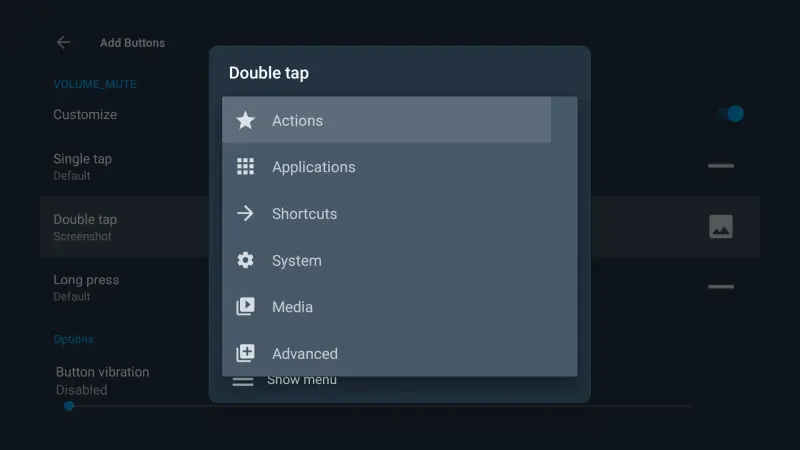 Add Buttons
VOLUME_MUTE
Customize
Single tap
Default
Double tap
Screenshot
Long press
Default
Options
Button vibration
Disabled
Double tap
Actions
Applications
Shortcuts
System
Media
Advanced
Show menu